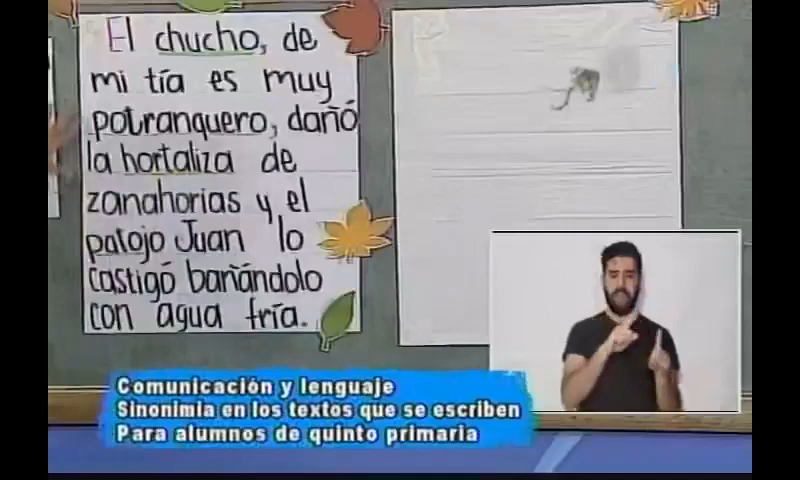 El chucho, de
mi tía es muy
potranquero, dañó
la hortaliza de
zanahorias y el
patojo Juan lo
castigó bañándolo
con agua fría.
Comunicación y lenguaje
Sinonimia en los textos que se escriben
Para alumnos de quinto primaria